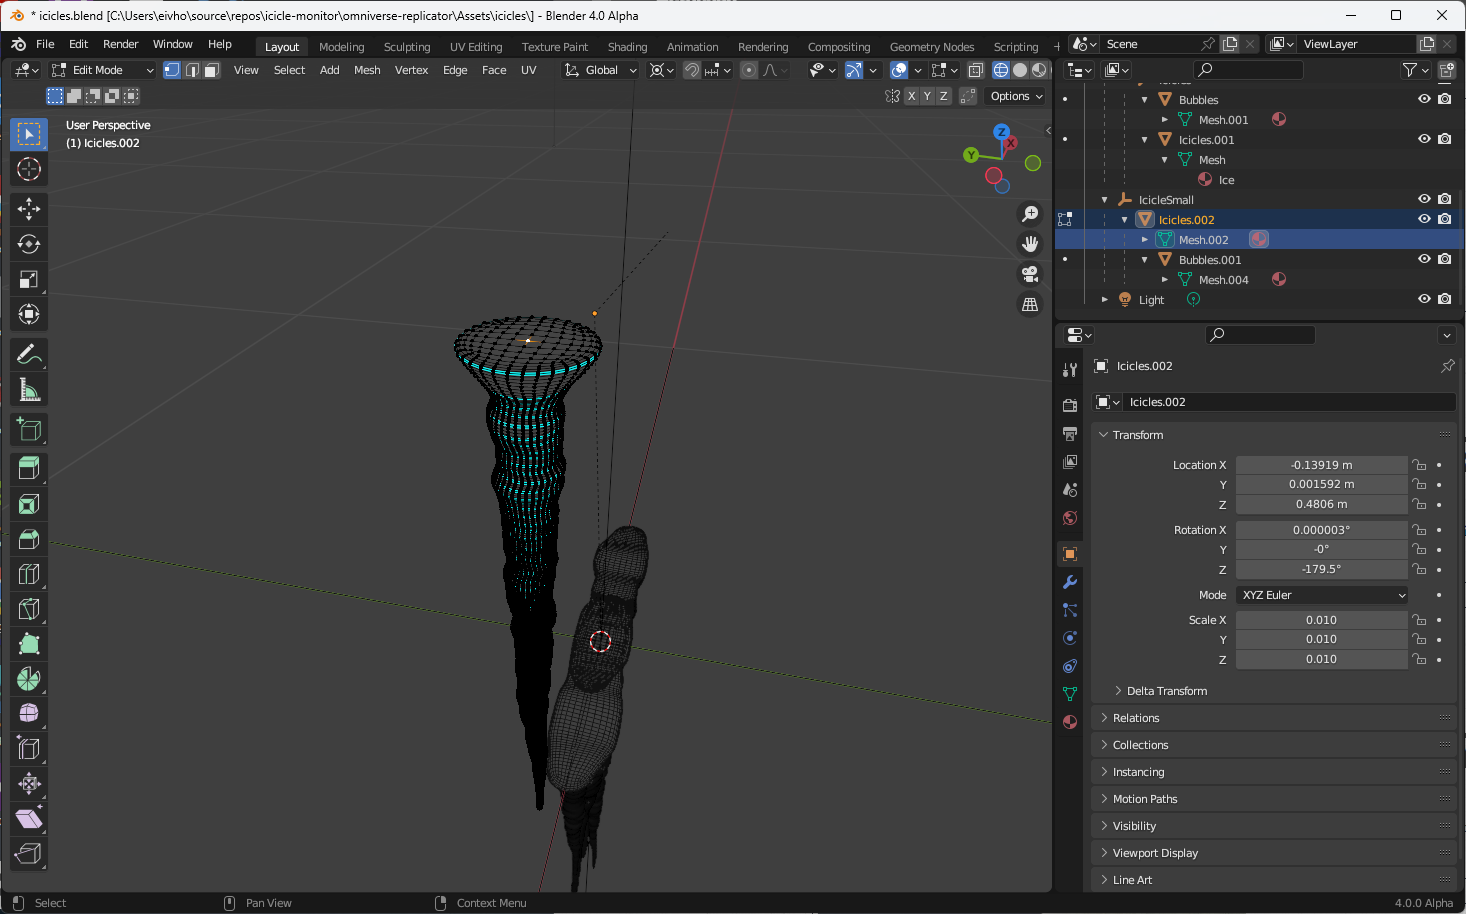 * icicles.blend [C:\Users\eivho\source\repos\icicle-monitor\omniverse-replicator\Assets\icicles\] - Blender 4.0 Alpha
File Edit Render Window Help Layout Modeling Sculpting UV Editing Texture Paint Shading Animation Rendering Compositing Geometry Nodes Scripting + Scene ViewLayer
Edit Mode View Select Add Mesh Vertex Edge Face UV Global
X Y Z Options
User Perspective
(1) Icicles.002
Z
X
Y
Bubbles
Mesh.001
Icicles.001
Mesh
Ice
IcicleSmall
Icicles.002
Mesh.002
Bubbles.001
Mesh.004
Light
Icicles.002
Icicles.002
Transform
Location X -0.13919 m
Y 0.001592 m
Z 0.4806 m
Rotation X 0.000003°
Y -0°
Z -179.5°
Mode XYZ Euler
Scale X 0.010
Y 0.010
Z 0.010
Delta Transform
Relations
Collections
Instancing
Motion Paths
Visibility
Viewport Display
Line Art
Select Pan View Context Menu 4.0.0 Alpha